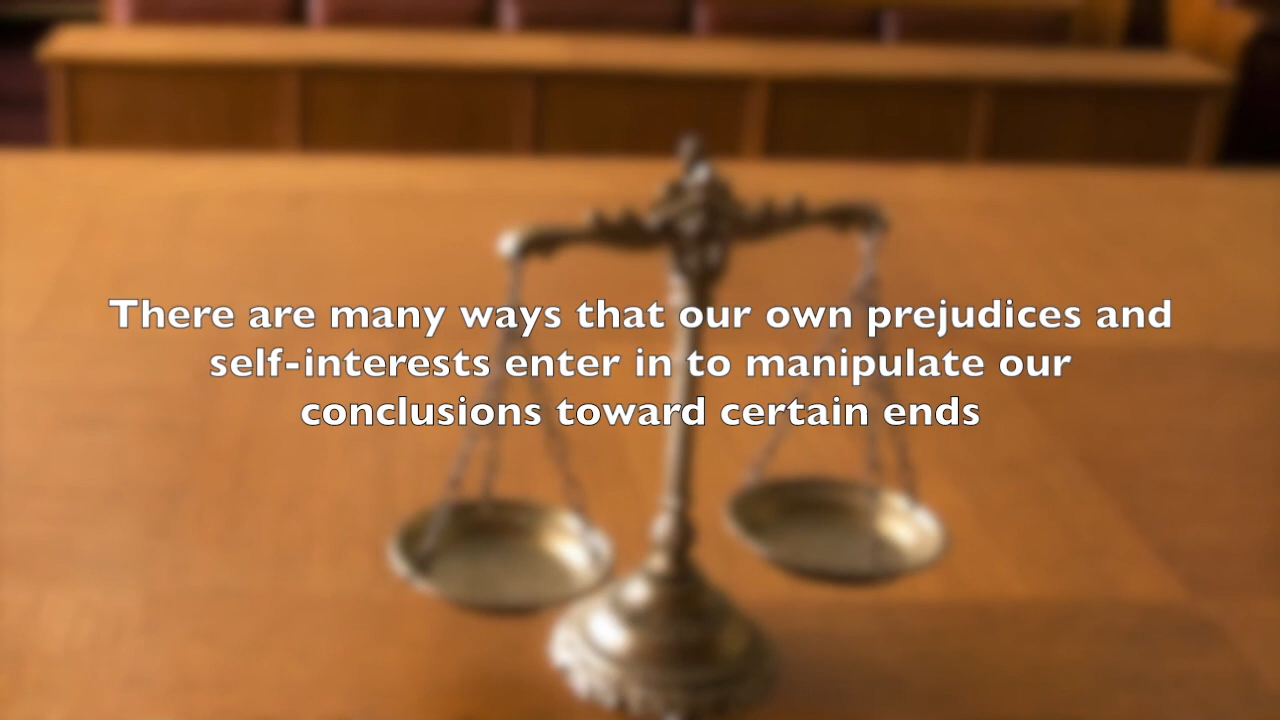 There are many ways that our own prejudices and
self-interests enter in to manipulate our
conclusions toward certain ends